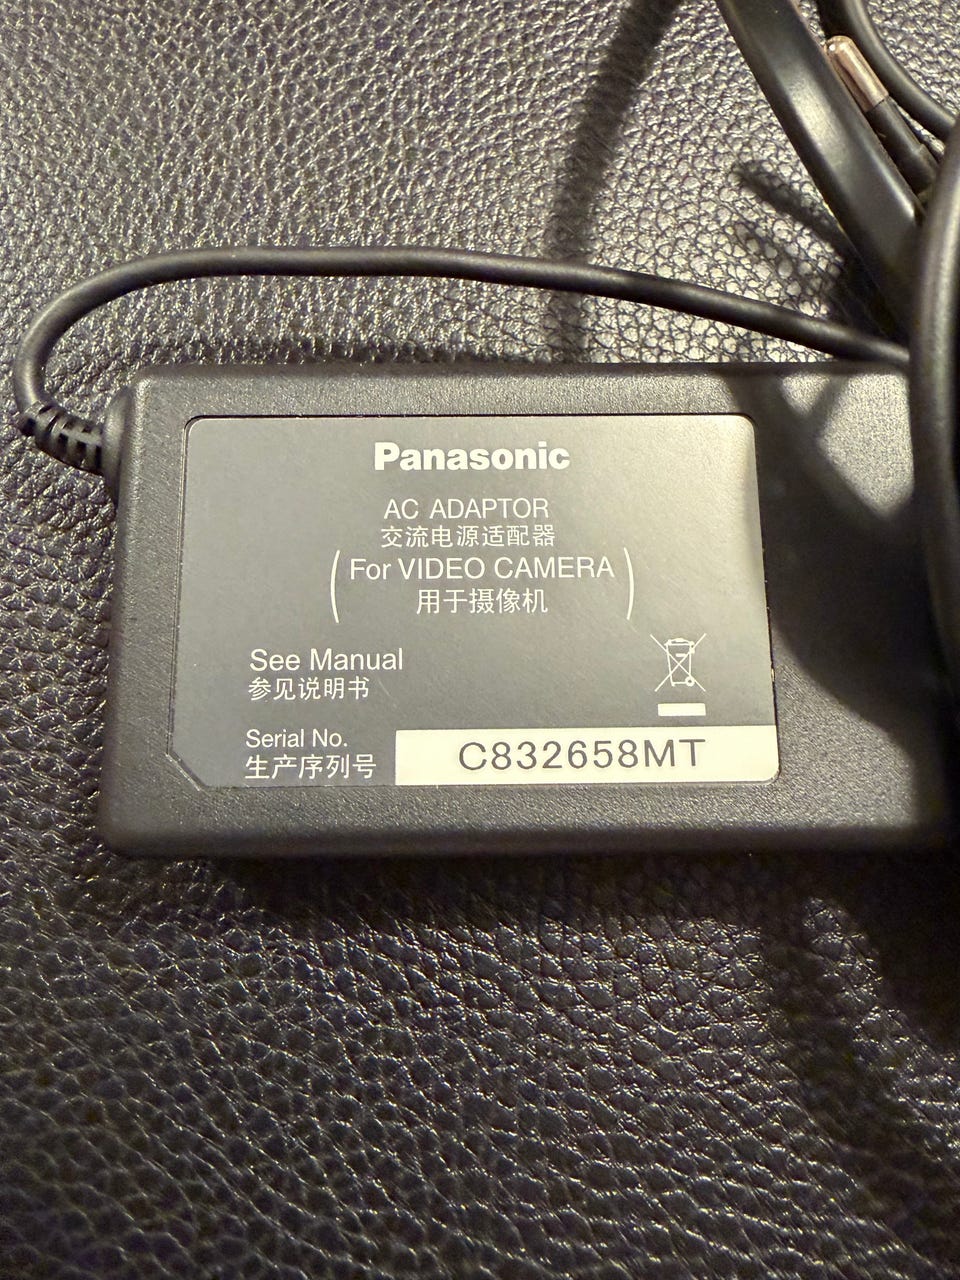 Panasonic
AC ADAPTOR
交流电源适配器
(For VIDEO CAMERA
用于摄像机)
See Manual
参见说明书
Serial No.
生产序列号
C832658MT